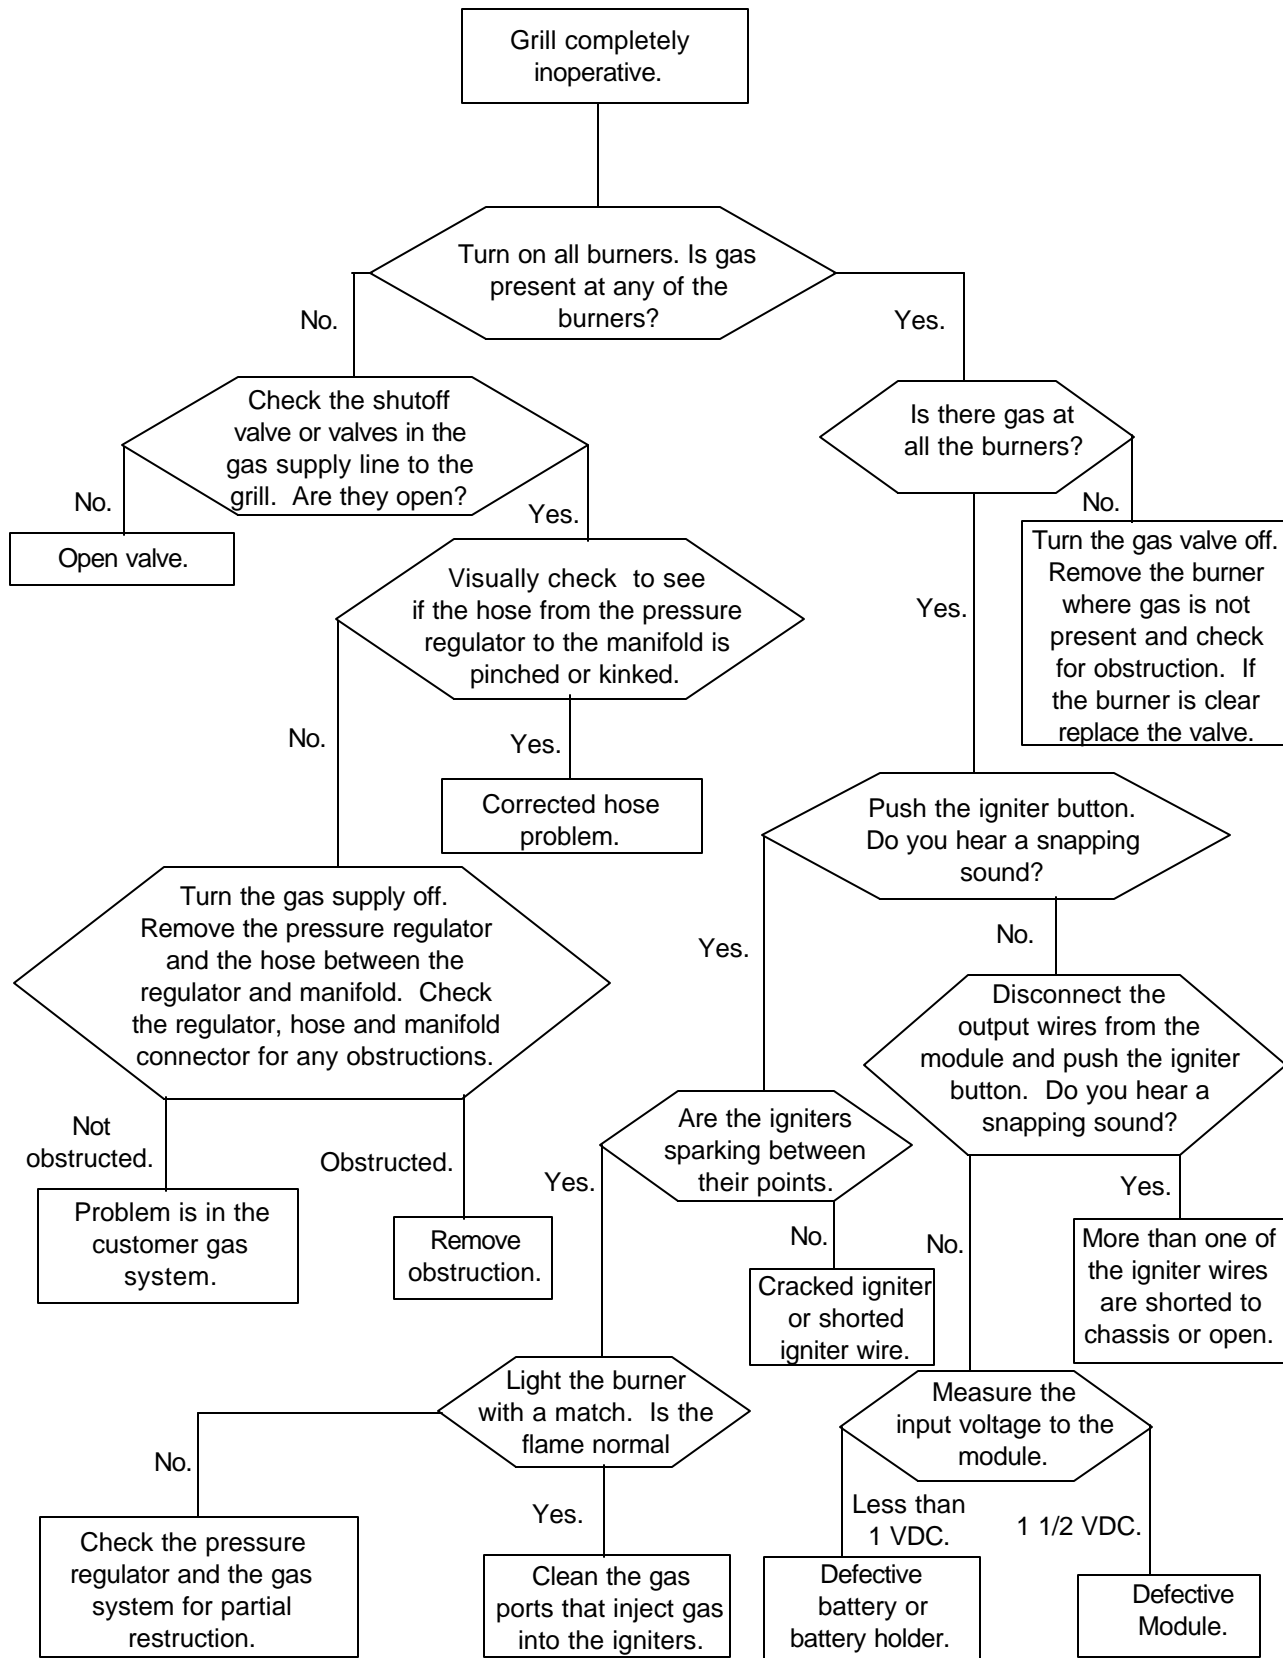 Grill completely
inoperative.
Turn on all burners. Is gas
present at any of the
burners?
No.
Yes.
Check the shutoff
valve or valves in the
gas supply line to the
grill. Are they open?
Is there gas at
all the burners?
No.
Yes.
No.
Open valve.
Visually check to see
if the hose from the pressure
regulator to the manifold is
pinched or kinked.
Yes.
Turn the gas valve off.
Remove the burner
where gas is not
present and check
for obstruction. If
the burner is clear
replace the valve.
No.
Yes.
Corrected hose
problem.
Push the igniter button.
Do you hear a snapping
sound?
Turn the gas supply off.
Remove the pressure regulator
and the hose between the
regulator and manifold. Check
the regulator, hose and manifold
connector for any obstructions.
Yes.
No.
Disconnect the
output wires from the
module and push the igniter
button. Do you hear a
snapping sound?
Not
obstructed.
Obstructed.
Are the igniters
sparking between
their points.
Problem is in the
customer gas
system.
Remove
obstruction.
Yes.
No.
No.
Yes.
Cracked igniter
or shorted
igniter wire.
More than one of
the igniter wires
are shorted to
chassis or open.
Light the burner
with a match. Is the
flame normal
Measure the
input voltage to the
module.
No.
Yes.
Less than
1 VDC.
1 1/2 VDC.
Check the pressure
regulator and the gas
system for partial
restruction.
Clean the gas
ports that inject gas
into the igniters.
Defective
battery or
battery holder.
Defective
Module.